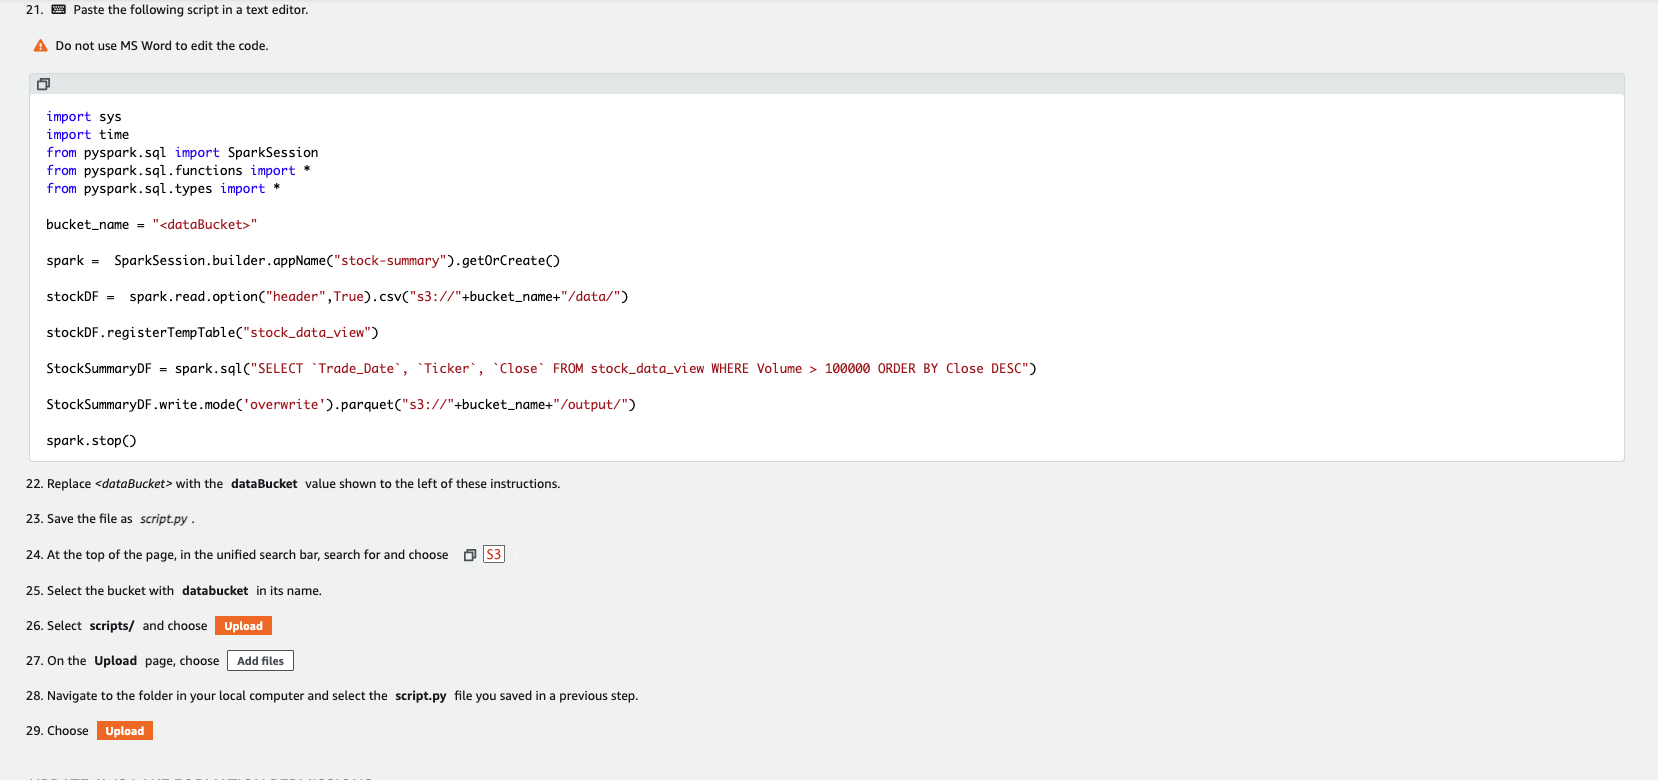 21. Paste the following script in a text editor.
Do not use MS Word to edit the code.
import sys
import time
from pyspark.sql import SparkSession
from pyspark.sql.functions import *
from pyspark.sql.types import *
bucket_name = "<dataBucket>"
spark =  SparkSession.builder.appName("stock-summary").getOrCreate()
stockDF =  spark.read.option("header",True).csv("s3://"+bucket_name+"/data/")
stockDF.registerTempTable("stock_data_view")
StockSummaryDF = spark.sql("SELECT `Trade_Date`, `Ticker`, `Close` FROM stock_data_view WHERE Volume > 100000 ORDER BY Close DESC")
StockSummaryDF.write.mode('overwrite').parquet("s3://"+bucket_name+"/output/")
spark.stop()
22. Replace <dataBucket> with the dataBucket value shown to the left of these instructions.
23. Save the file as script.py .
24. At the top of the page, in the unified search bar, search for and choose S3
25. Select the bucket with databucket in its name.
26. Select scripts/ and choose Upload
27. On the Upload page, choose Add files
28. Navigate to the folder in your local computer and select the script.py file you saved in a previous step.
29. Choose Upload